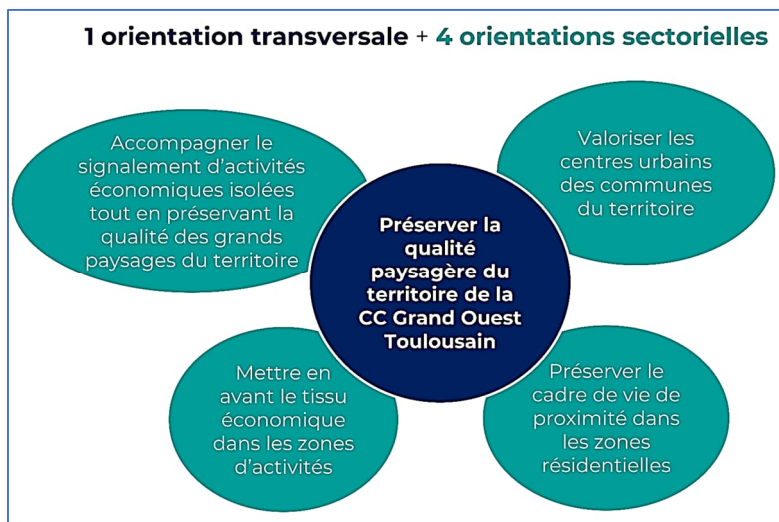 1 orientation transversale + 4 orientations sectorielles
Accompagner le
signalement d'activités
économiques isolées
tout en préservant la
qualité des grands
paysages du territoire
Valoriser les
centres urbains
des communes
du territoire
Préserver la
qualité
paysagère du
territoire de la
CC Grand Ouest
Toulousain
Mettre en
avant le tissu
économique
dans les zones
d'activités
Préserver le
cadre de vie de
proximité dans
les zones
résidentielles